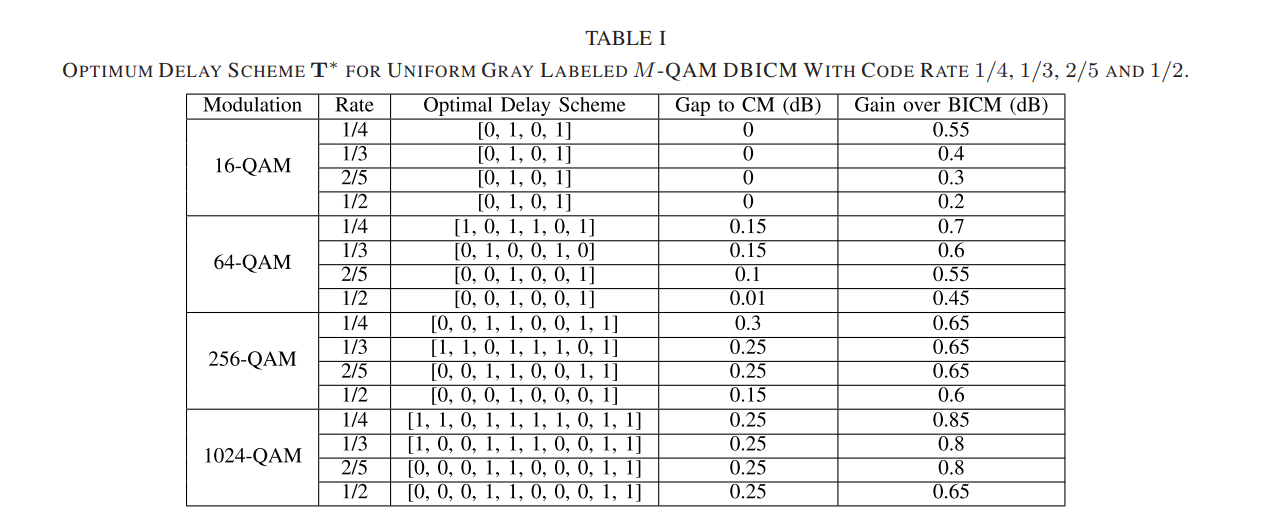 TABLE I
OPTIMUM DELAY SCHEME T* FOR UNIFORM GRAY LABELED M-QAM DBICM WITH CODE RATE 1/4, 1/3, 2/5 AND 1/2.
Modulation Rate Optimal Delay Scheme Gap to CM (dB) Gain over BICM (dB)
16-QAM 1/4 [0, 1, 0, 1] 0 0.55
1/3 [0, 1, 0, 1] 0 0.4
2/5 [0, 1, 0, 1] 0 0.3
1/2 [0, 1, 0, 1] 0 0.2
64-QAM 1/4 [1, 0, 1, 1, 0, 1] 0.15 0.7
1/3 [0, 1, 0, 0, 1, 0] 0.15 0.6
2/5 [0, 0, 1, 0, 0, 1] 0.1 0.55
1/2 [0, 0, 1, 0, 0, 1] 0.01 0.45
256-QAM 1/4 [0, 0, 1, 1, 0, 0, 1, 1] 0.3 0.65
1/3 [1, 1, 0, 1, 1, 1, 0, 1] 0.25 0.65
2/5 [0, 0, 1, 1, 0, 0, 1, 1] 0.25 0.65
1/2 [0, 0, 0, 1, 0, 0, 0, 1] 0.15 0.6
1024-QAM 1/4 [1, 1, 0, 1, 1, 1, 1, 0, 1, 1] 0.25 0.85
1/3 [1, 0, 0, 1, 1, 1, 0, 0, 1, 1] 0.25 0.8
2/5 [0, 0, 0, 1, 1, 0, 0, 0, 1, 1] 0.25 0.8
1/2 [0, 0, 0, 1, 1, 0, 0, 0, 1, 1] 0.25 0.65